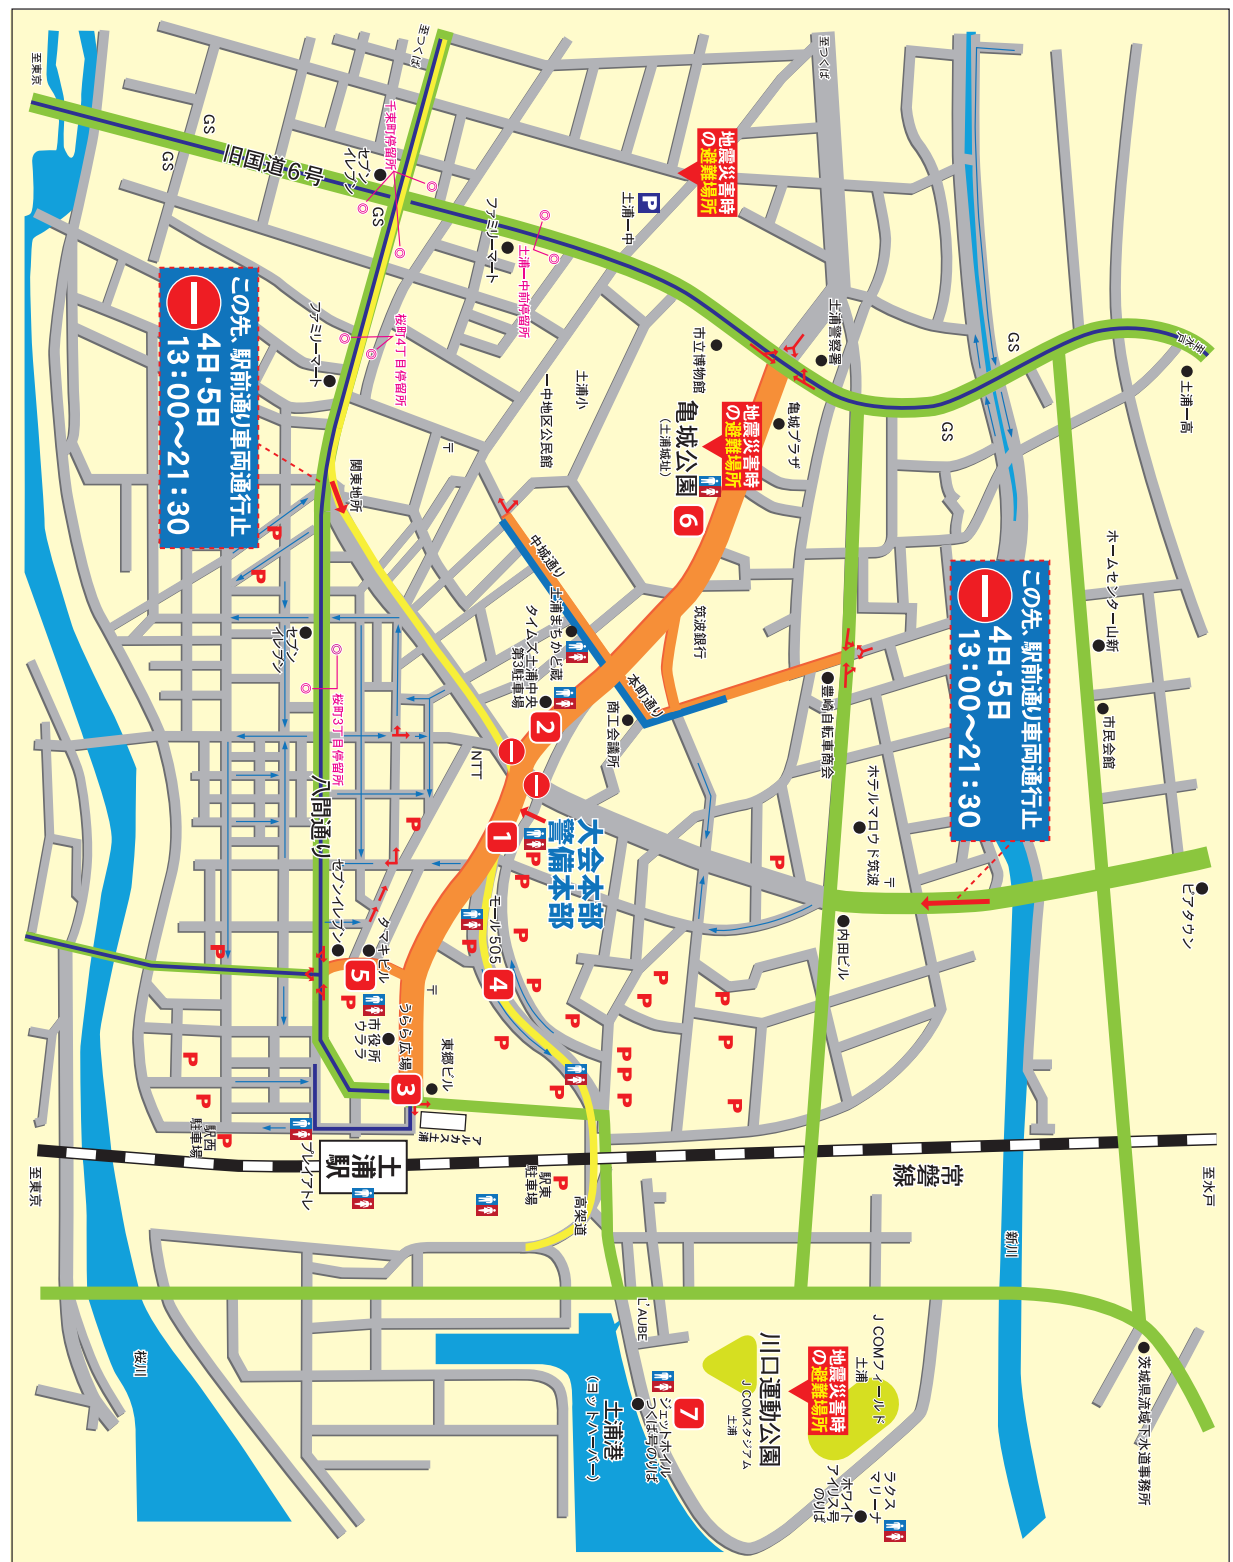 至東京
至つくば
至つくば
至水戸
GS
GS
旧国道6号
千束町停留所
セブン
イレブン
GS
ファミリーマート
土浦一中前停留所
P
土浦一中
地震災害時
の避難場所
土浦警察署
GS
土浦一高
この先、駅前通り車両通行止
4日・5日
13:00〜21:30
ファミリーマート
桜町4丁目停留所
土浦小
一中地区公民館
市立博物館
亀城公園
(土浦城址)
地震災害時
の避難場所
亀城プラザ
6
GS
〒
関東地所
P
P
中城通り
土浦まちかど蔵
タイムズ土浦中央
第3駐車場
筑波銀行
本町通り
商工会議所
豊崎自転車商会
ホームセンター山新
市民会館
この先、駅前通り車両通行止
4日・5日
13:00〜21:30
セブン
イレブン
桜町3丁目停留所
NTT
2
八間通り
P
1
大会本部
警備本部
P
P
P
ホテルマロウド筑波
〒
内田ビル
ピアタウン
セブンイレブン
タマキビル
P
5
P
モール505
P
P
P
4
P
P
P
P
P
P
P
P
P
P
P
P
〒
うらら広場
市役所
ウララ
東郷ビル
3
P
P
P
駅西
駐車場
アルカス土浦
プレイアトレ
土浦駅
駅東
駐車場
P
高架道
常磐線
至水戸
至東京
新川
桜川
L'AUBE
川口運動公園
J:COMスタジアム
土浦
J:COMフィールド
土浦
地震災害時
の避難場所
7
ジェットホイル
つくば号のりば
土浦港
(ヨットハーバー)
ラクス
マリーナ
ホワイト
アイリス号
のりば
茨城県流域下水道事務所